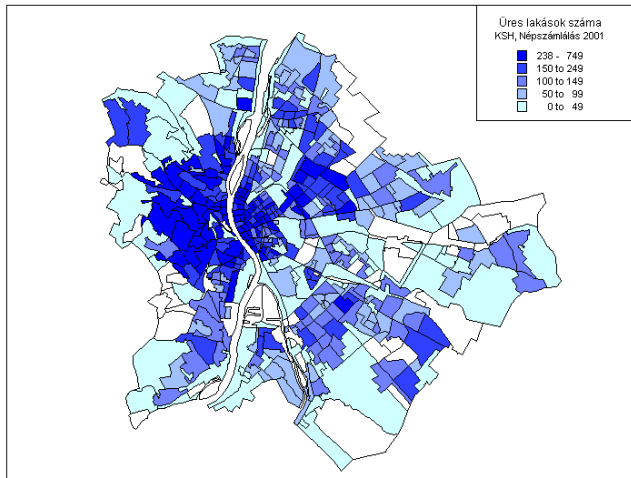 Üres lakások száma
KSH, Népszámlálás 2001
238 - 749
150 to 249
100 to 149
50 to 99
0 to 49